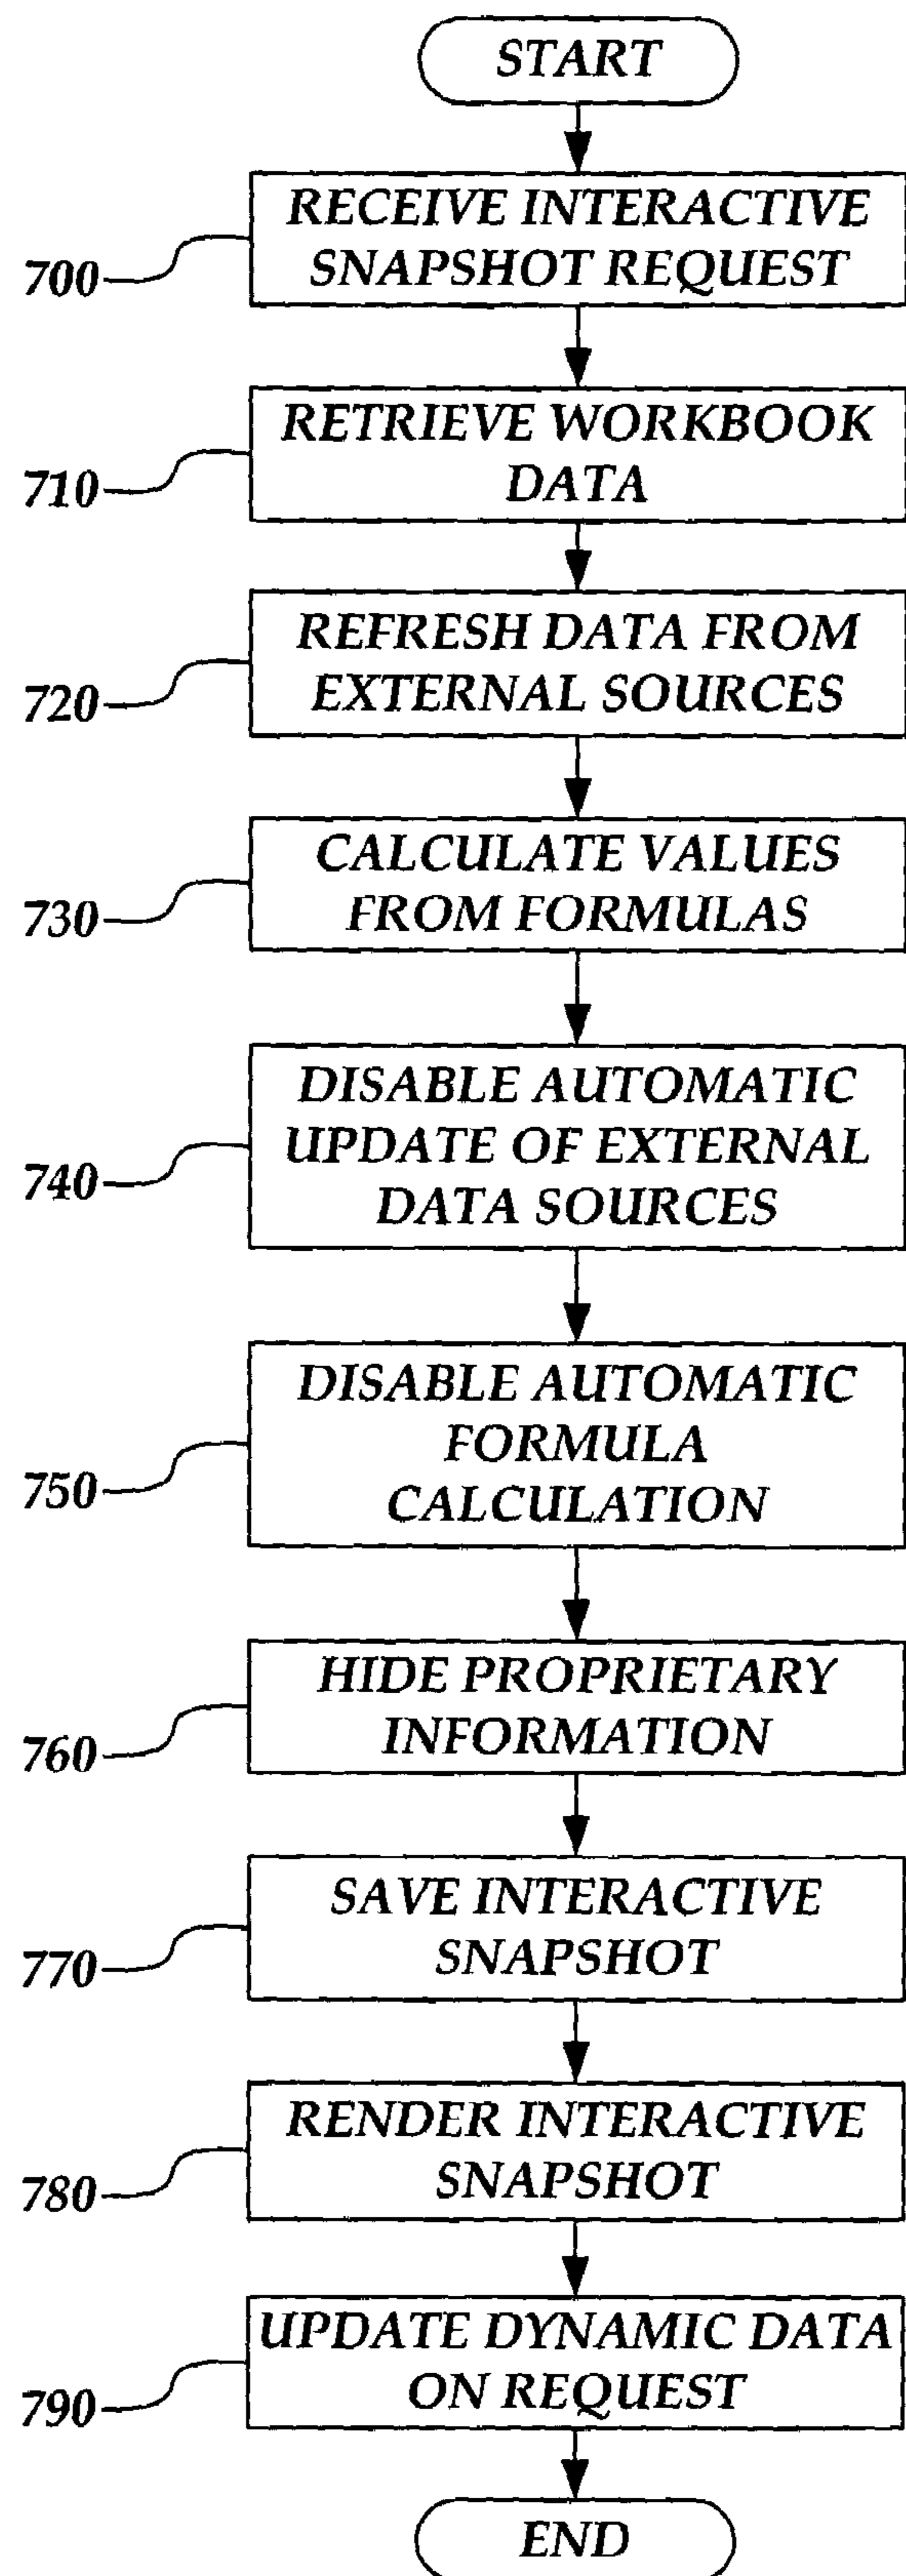 START
RECEIVE INTERACTIVE
SNAPSHOT REQUEST
700
RETRIEVE WORKBOOK
DATA
710
REFRESH DATA FROM
EXTERNAL SOURCES
720
CALCULATE VALUES
FROM FORMULAS
730
DISABLE AUTOMATIC
UPDATE OF EXTERNAL
DATA SOURCES
740
DISABLE AUTOMATIC
FORMULA
CALCULATION
750
HIDE PROPRIETARY
INFORMATION
760
SAVE INTERACTIVE
SNAPSHOT
770
RENDER INTERACTIVE
SNAPSHOT
780
UPDATE DYNAMIC DATA
ON REQUEST
790
END